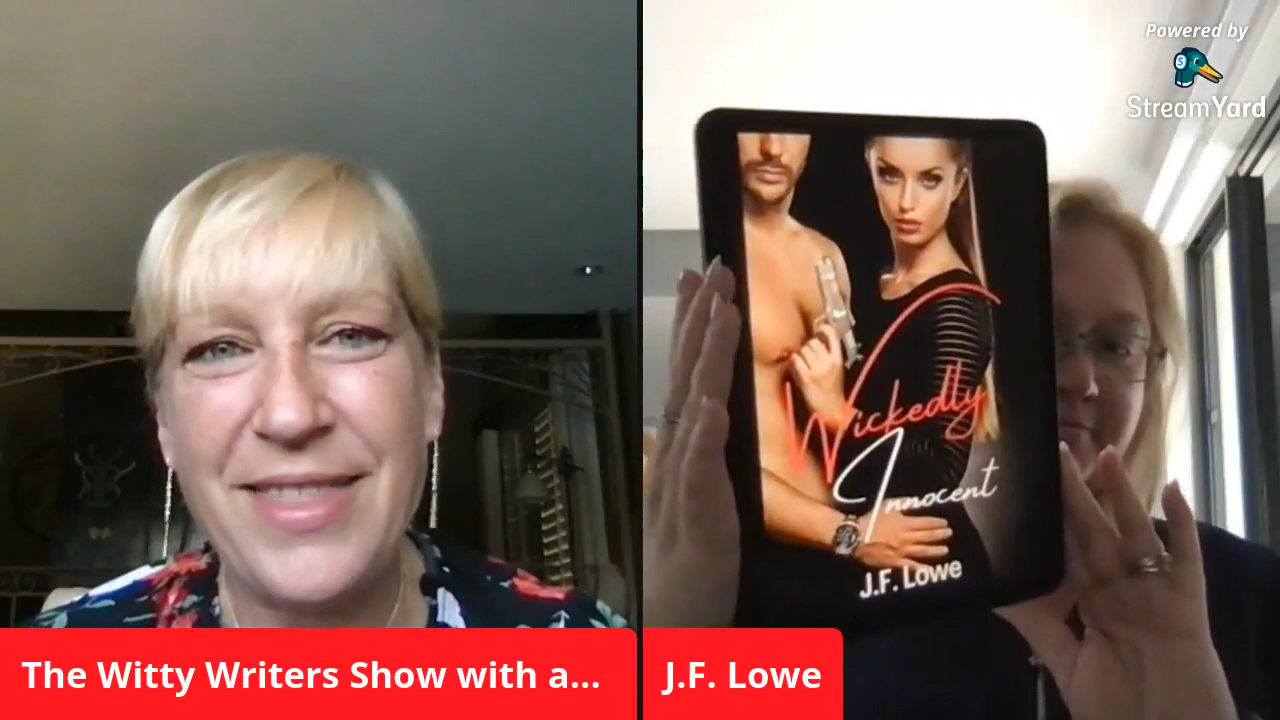 Powered by
StreamYard
Wickedly
Innocent
J.F. Lowe
The Witty Writers Show with a...
J.F. Lowe